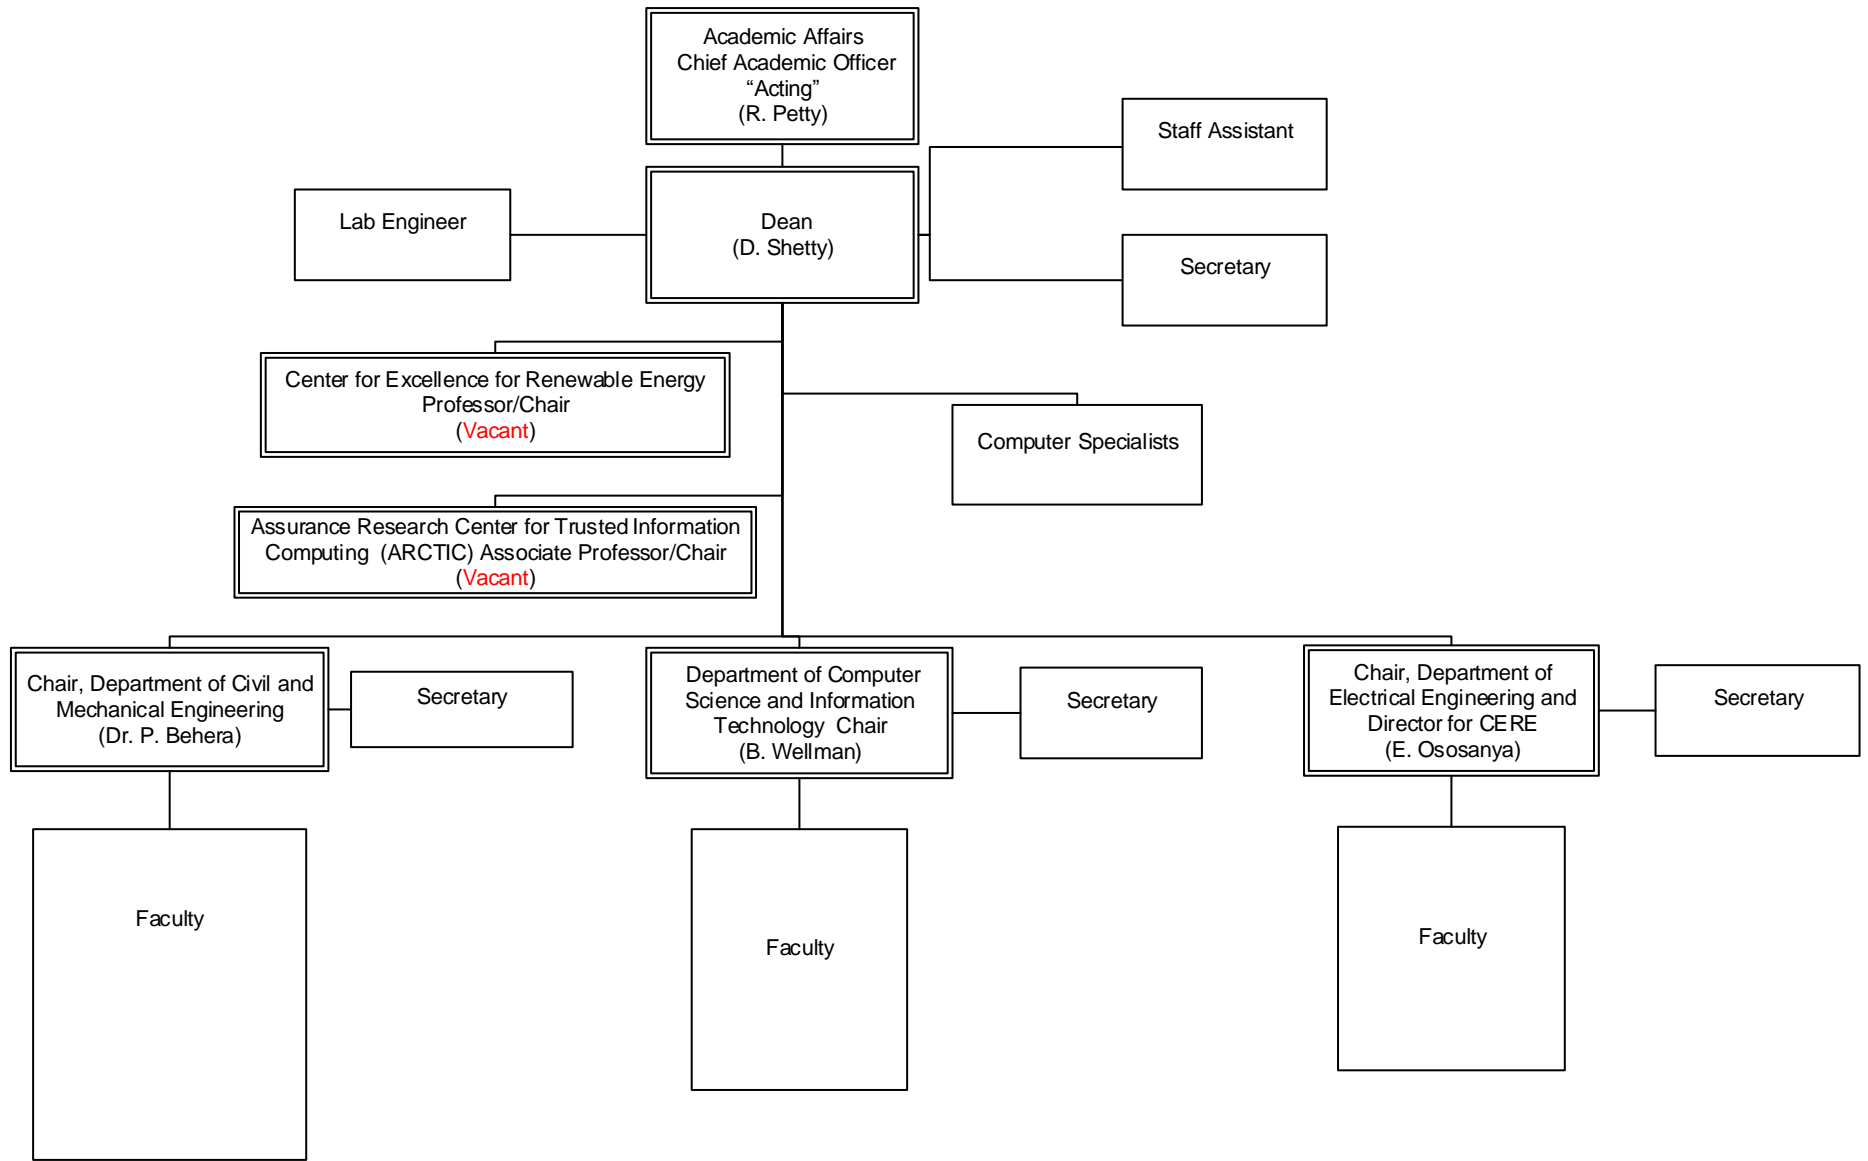 Academic Affairs
Chief Academic Officer
“Acting”
(R. Petty)
Staff Assistant
Lab Engineer
Dean
(D. Shetty)
Secretary
Center for Excellence for Renewable Energy
Professor/Chair
(Vacant)
Computer Specialists
Assurance Research Center for Trusted Information
Computing (ARCTIC) Associate Professor/Chair
(Vacant)
Chair, Department of Civil and
Mechanical Engineering
(Dr. P. Behera)
Secretary
Department of Computer
Science and Information
Technology Chair
(B. Wellman)
Secretary
Chair, Department of
Electrical Engineering and
Director for CERE
(E. Ososanya)
Secretary
Faculty
Faculty
Faculty